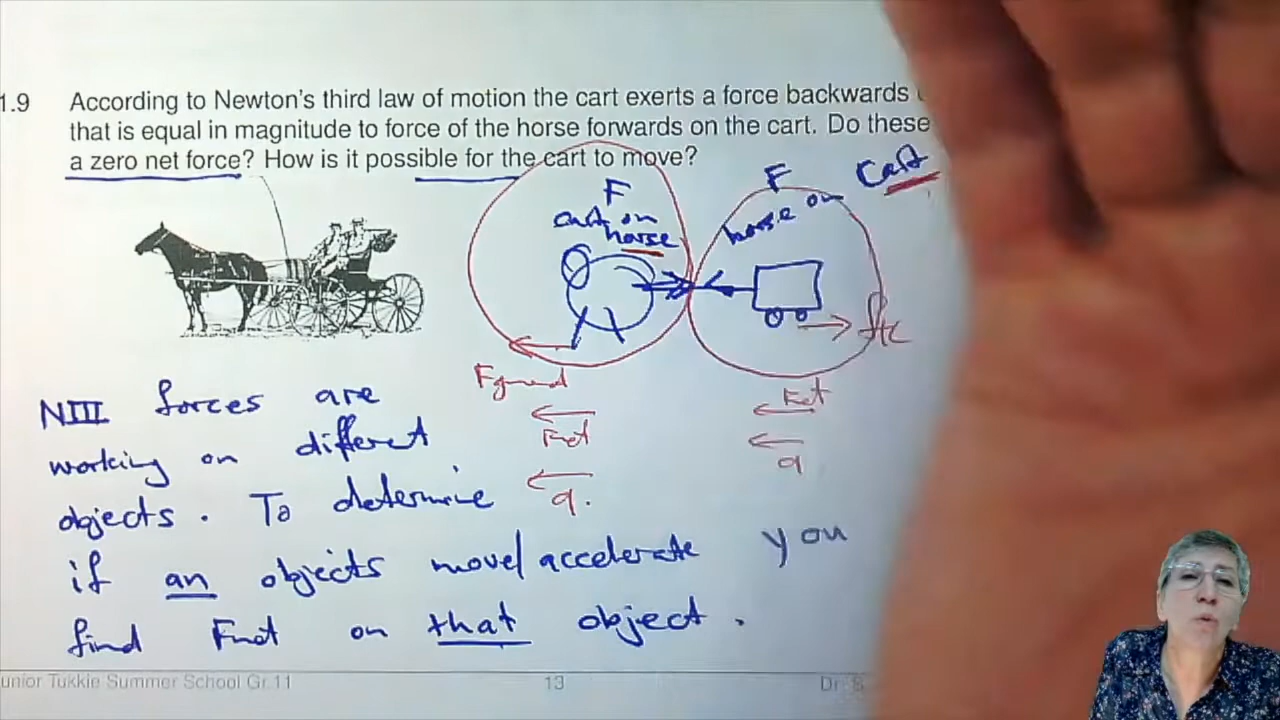 1.9 According to Newton's third law of motion the cart exerts a force backwards
that is equal in magnitude to force of the horse forwards on the cart. Do these
a zero net force? How is it possible for the cart to move?
F
cart on
horse
F
horse on cart
Fground
Fnet
a.
Fnet
a
NIII forces are
working on different
objects. To determine
if an objects move/accelerate you
find Fnet on that object.
unior Tukkie Summer School Gr.11 13 Dr. S